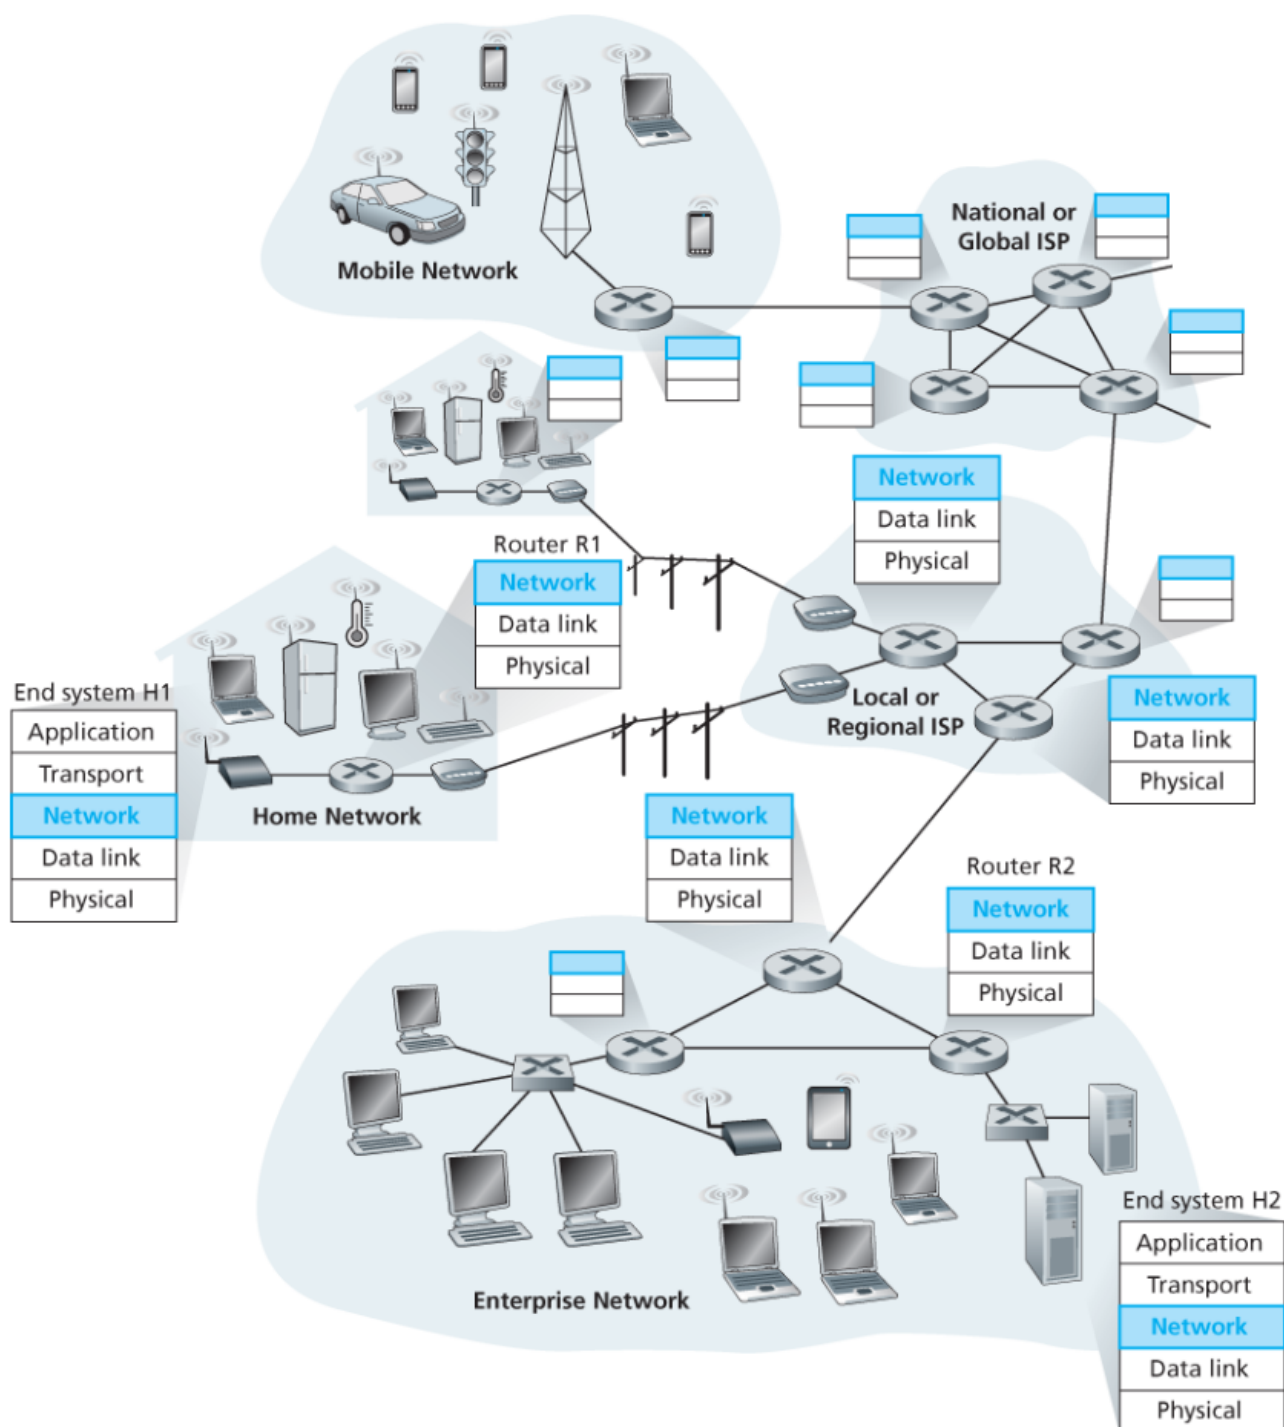 National or
Global ISP
Mobile Network
Network
Data link
Physical
Router R1
Network
Data link
Physical
End system H1
Application
Transport
Network
Data link
Physical
Home Network
Local or
Regional ISP
Network
Data link
Physical
Network
Data link
Physical
Router R2
Network
Data link
Physical
Enterprise Network
End system H2
Application
Transport
Network
Data link
Physical